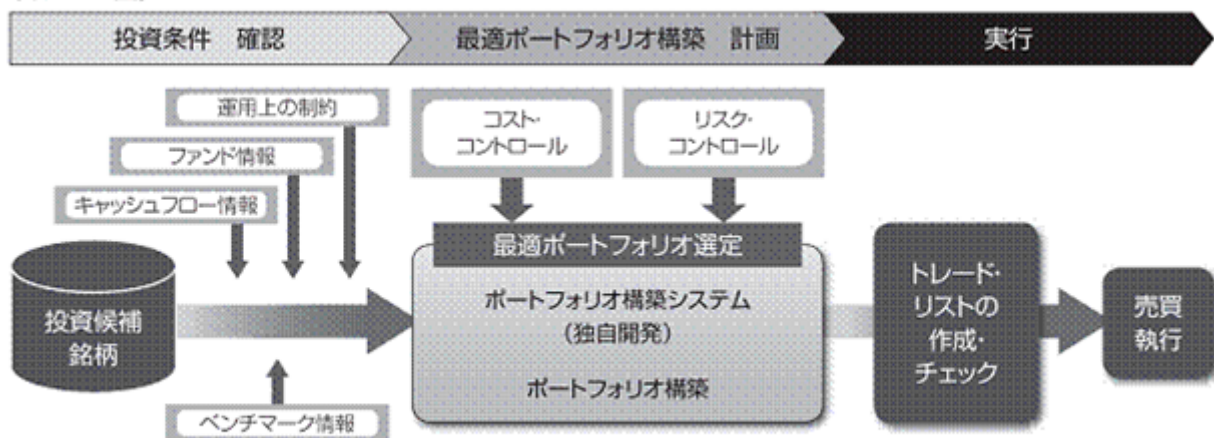 投資条件 確認
最適ポートフォリオ構築 計画
実行
運用上の制約
ファンド情報
キャッシュフロー情報
コスト・
コントロール
リスク・
コントロール
投資候補
銘柄
ベンチマーク情報
最適ポートフォリオ選定
ポートフォリオ構築システム
(独自開発)
ポートフォリオ構築
トレード・
リストの
作成・
チェック
売買
執行